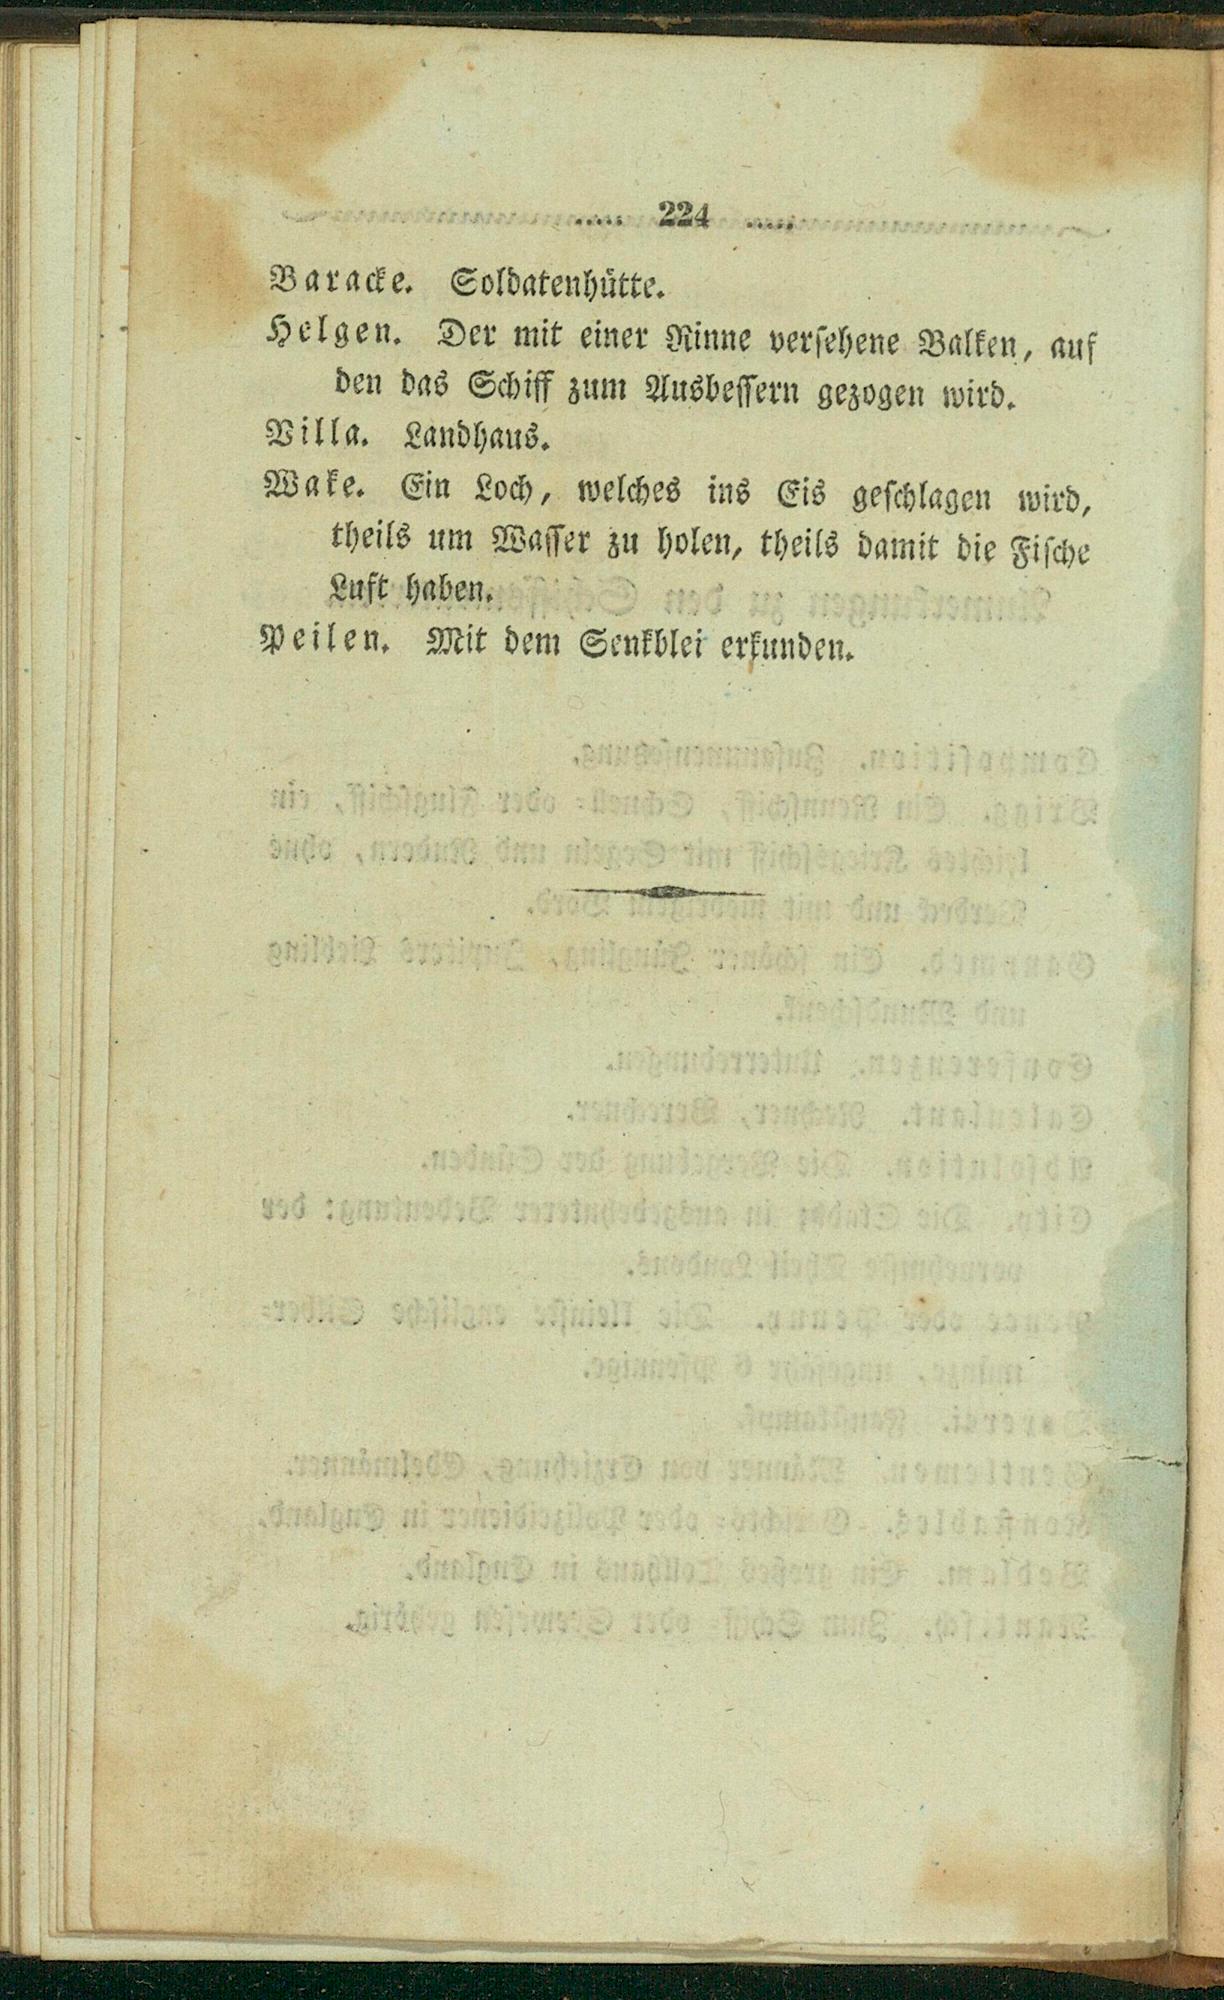 ..... 224 .....
Baracke. Soldatenhütte.
Helgen. Der mit einer Rinne versehene Balken, auf
den das Schiff zum Ausbessern gezogen wird.
Villa. Landhaus.
Wake. Ein Loch, welches ins Eis geschlagen wird,
theils um Wasser zu holen, theils damit die Fische
Luft haben.
Peilen. Mit dem Senkblei erkunden.